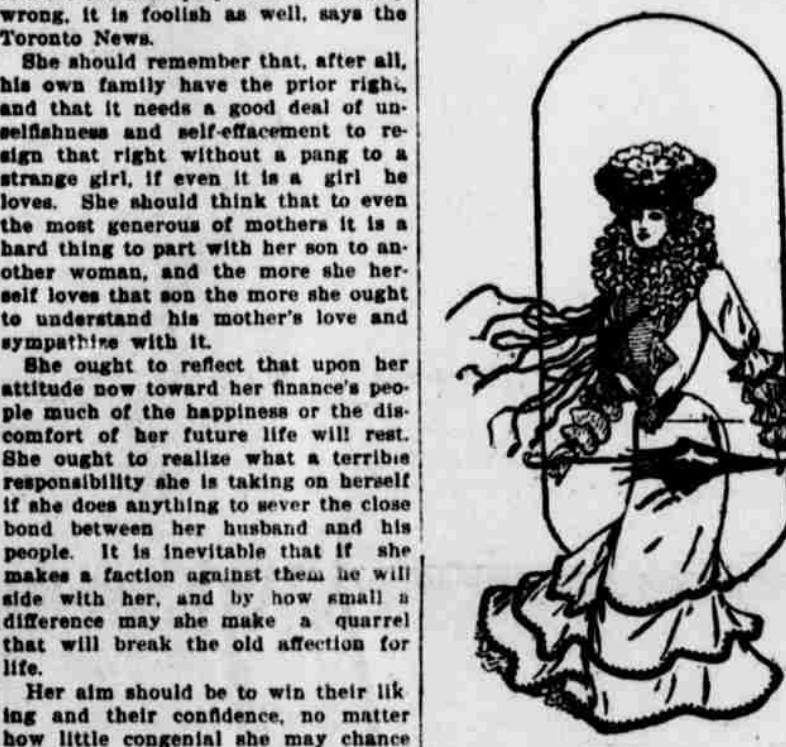 wrong, it is foolish as well, says the
Toronto News.
She should remember that, after all,
his own family have the prior right,
and that it needs a good deal of un-
selfishness and self-effacement to re-
sign that right without a pang to a
strange girl, if even it is a girl he
loves. She should think that to even
the most generous of mothers it is a
hard thing to part with her son to an-
other woman, and the more she her-
self loves that son the more she ought
to understand his mother's love and
sympathise with it.
She ought to reflect that upon her
attitude now toward her finance's peo-
ple much of the happiness or the dis-
comfort of her future life will rest.
She ought to realize what a terrible
responsibility she is taking on herself
if she does anything to sever the close
bond between her husband and his
people. It is inevitable that if she
makes a faction against them he will
side with her, and by how small a
difference may she make a quarrel
that will break the old affection for
life.
Her aim should be to win their lik
ing and their confidence, no matter
how little congenial she may chance